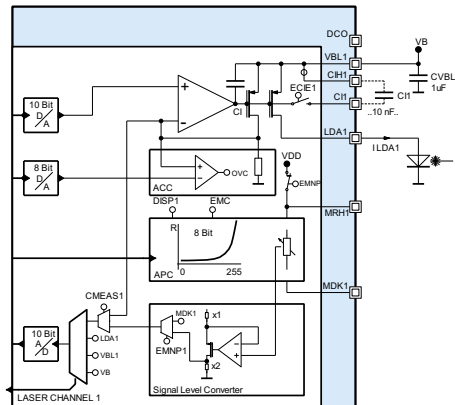 DCO
VBL1
VB
CIH1
CVBL
1uF
ECIE1
CI
CI1
CI1
..10 nF..
10 Bit
D
A
+
−
LDA1
ILDA1
8 Bit
D
A
+
−
OVC
ACC
VDD
EMNP
DISP1
EMC
MRH1
R
8 Bit
0
255
APC
MDK1
CMEAS1
MDK1
x1
EMNP1
−
+
x2
10 Bit
A
D
LDA1
VBL1
VB
LASER CHANNEL 1
Signal Level Converter